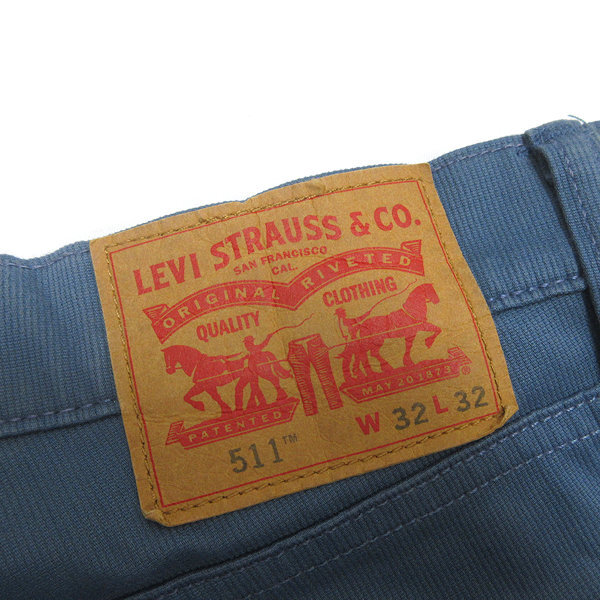 LEVI STRAUSS & CO.
SAN FRANCISCO
CAL.
ORIGINAL RIVETED
QUALITY CLOTHING
PATENTED MAY 20 1873 ®
511™ W 32 L 32